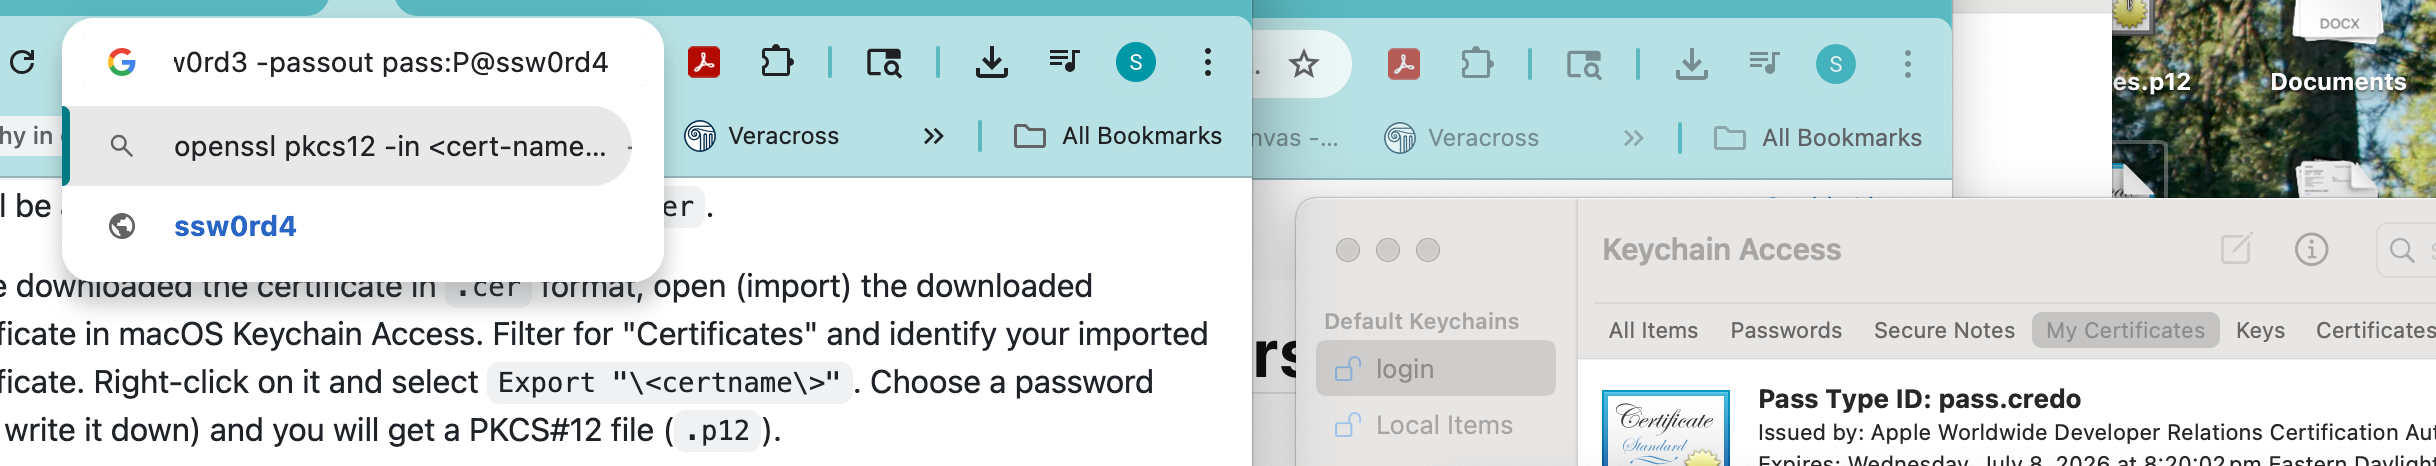 v0rd3 -passout pass:P@ssw0rd4
openssl pkcs12 -in <cert-name... -
ssw0rd4
hy in
S
Veracross
All Bookmarks
l be
er.
e downloaded the certificate in .cer format, open (import) the downloaded
ficate in macOS Keychain Access. Filter for "Certificates" and identify your imported
ficate. Right-click on it and select Export "\<certname\>". Choose a password
write it down) and you will get a PKCS#12 file (.p12).
S
nvas -...
Veracross
All Bookmarks
rs
DOCX
es.p12
Documents
Keychain Access
Default Keychains
login
Local Items
All Items Passwords Secure Notes My Certificates Keys Certificates
Certificate
Standard
Pass Type ID: pass.credo
Issued by: Apple Worldwide Developer Relations Certification Aut
Expires: Wednesday, July 8, 2026 at 8:20:02 pm Eastern Daylight